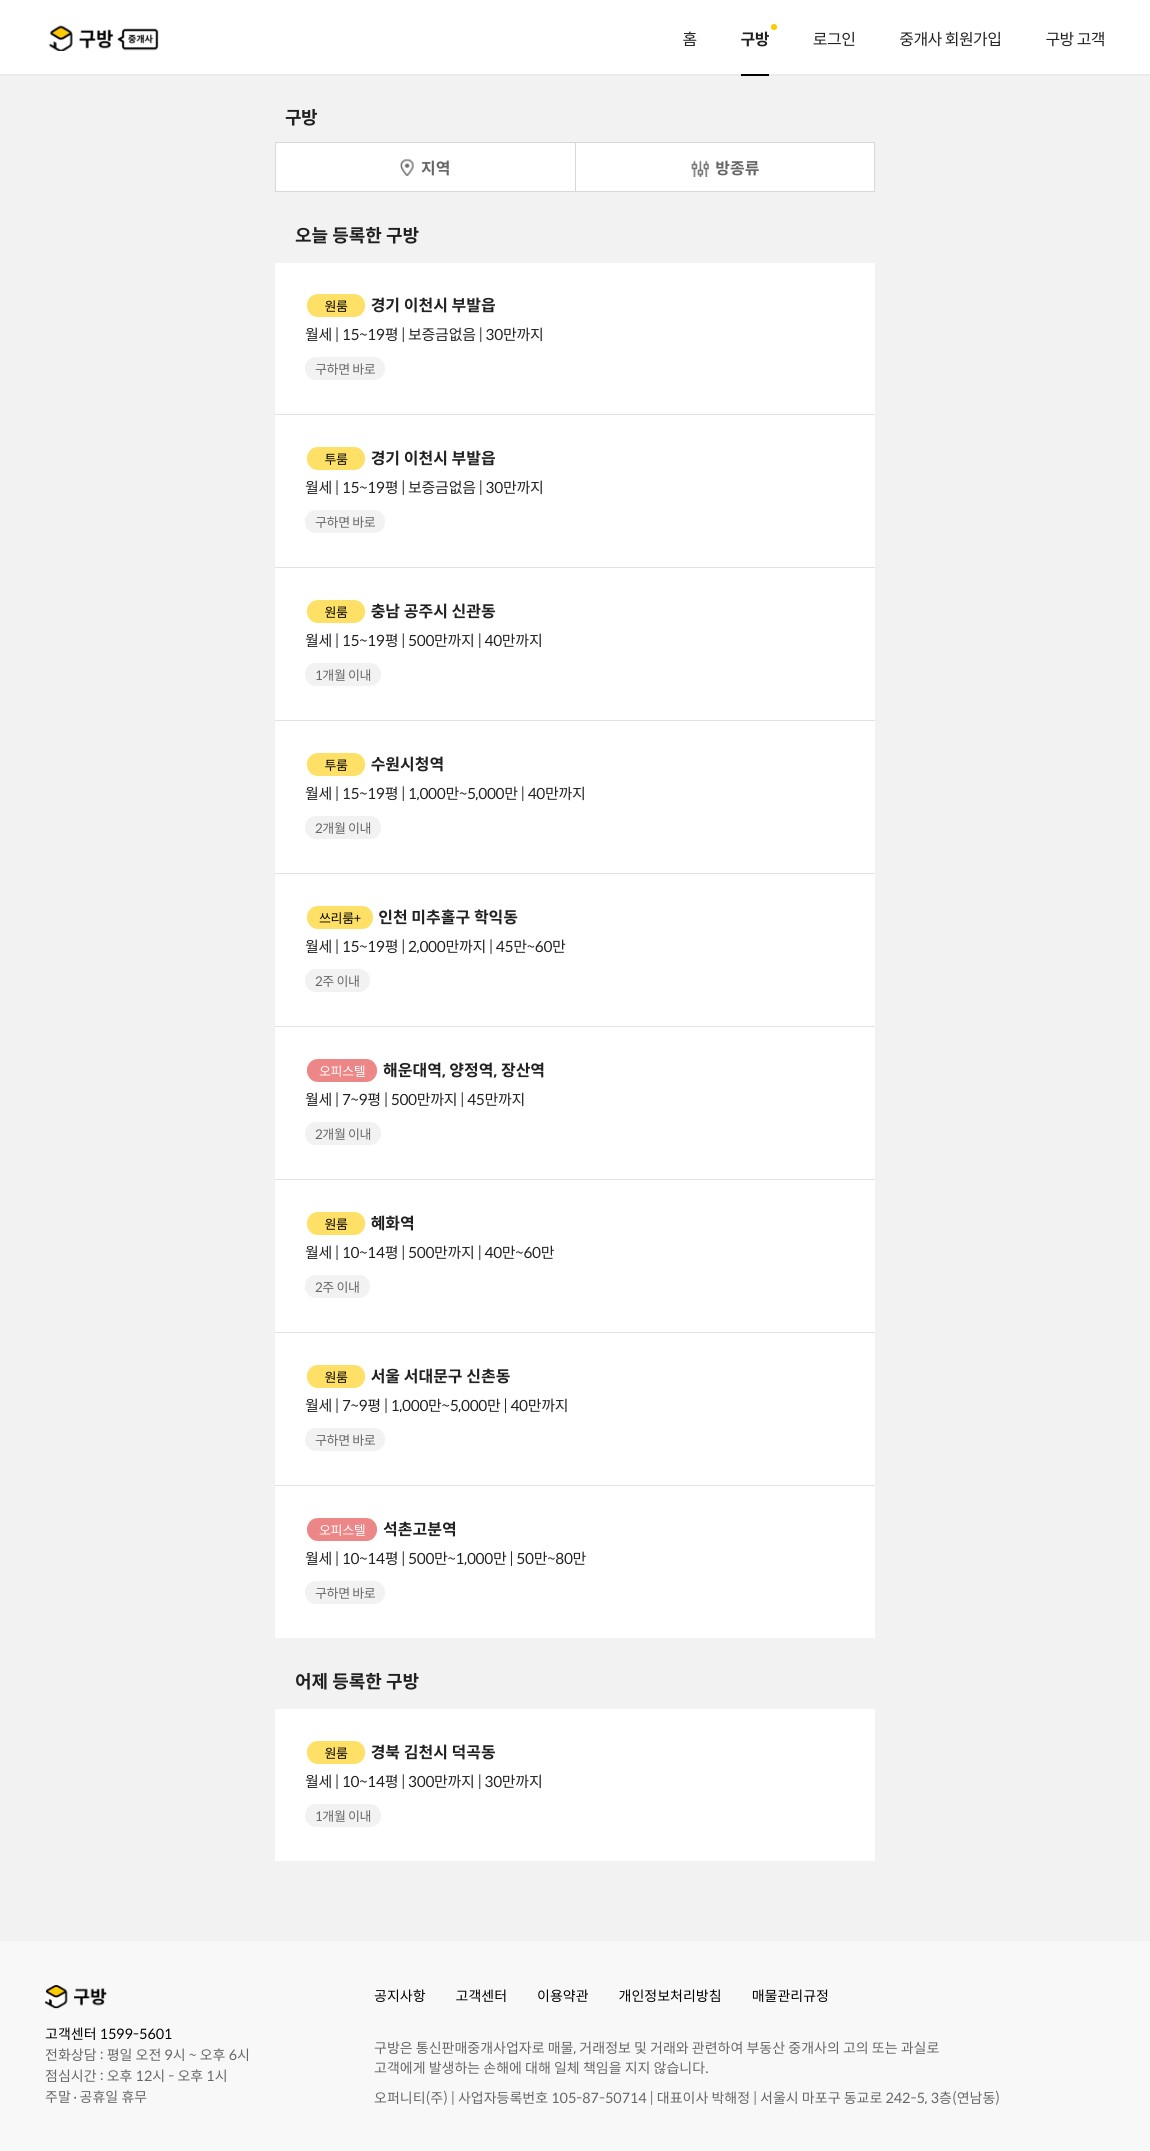 구방 중개사
홈 구방 로그인 중개사 회원가입 구방 고객
구방
지역 방종류
오늘 등록한 구방
원룸 경기 이천시 부발읍
월세 | 15~19평 | 보증금없음 | 30만까지
구하면 바로
투룸 경기 이천시 부발읍
월세 | 15~19평 | 보증금없음 | 30만까지
구하면 바로
원룸 충남 공주시 신관동
월세 | 15~19평 | 500만까지 | 40만까지
1개월 이내
투룸 수원시청역
월세 | 15~19평 | 1,000만~5,000만 | 40만까지
2개월 이내
쓰리룸+ 인천 미추홀구 학익동
월세 | 15~19평 | 2,000만까지 | 45만~60만
2주 이내
오피스텔 해운대역, 양정역, 장산역
월세 | 7~9평 | 500만까지 | 45만까지
2개월 이내
원룸 혜화역
월세 | 10~14평 | 500만까지 | 40만~60만
2주 이내
원룸 서울 서대문구 신촌동
월세 | 7~9평 | 1,000만~5,000만 | 40만까지
구하면 바로
오피스텔 석촌고분역
월세 | 10~14평 | 500만~1,000만 | 50만~80만
구하면 바로
어제 등록한 구방
원룸 경북 김천시 덕곡동
월세 | 10~14평 | 300만까지 | 30만까지
1개월 이내
구방
고객센터 1599-5601
전화상담 : 평일 오전 9시 ~ 오후 6시
점심시간 : 오후 12시 - 오후 1시
주말 · 공휴일 휴무
공지사항 고객센터 이용약관 개인정보처리방침 매물관리규정
구방은 통신판매중개사업자로 매물, 거래정보 및 거래와 관련하여 부동산 중개사의 고의 또는 과실로
고객에게 발생하는 손해에 대해 일체 책임을 지지 않습니다.
오퍼니티(주) | 사업자등록번호 105-87-50714 | 대표이사 박해정 | 서울시 마포구 동교로 242-5, 3층(연남동)